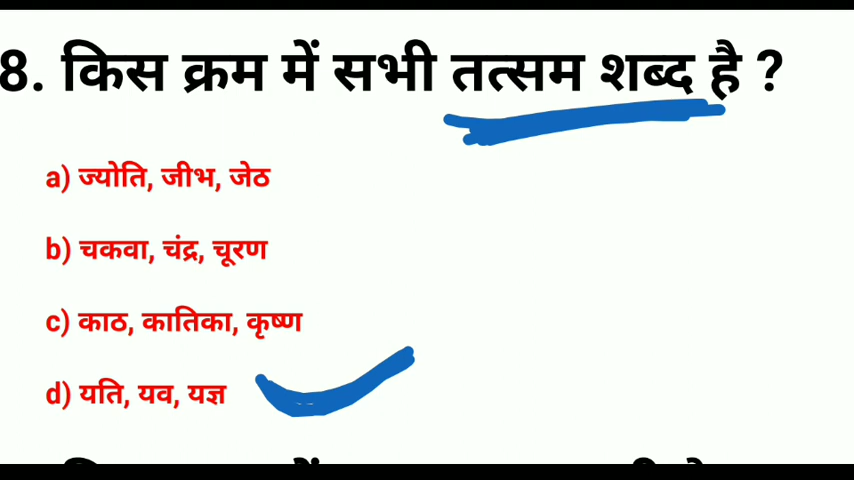 8. किस क्रम में सभी तत्सम शब्द है ?
a) ज्योति, जीभ, जेठ
b) चकवा, चंद्र, चूरण
c) काठ, कातिका, कृष्ण
d) यति, यव, यज्ञ